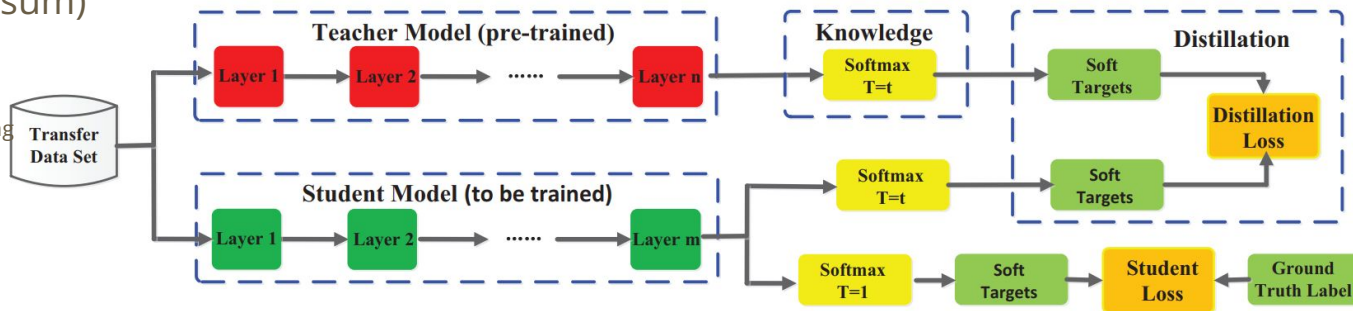 sum)
Teacher Model (pre-trained)
Knowledge
Distillation
Layer 1
Layer 2
......
Layer n
Softmax
T=t
Soft
Targets
Distillation
Loss
Transfer
Data Set
Student Model (to be trained)
Softmax
T=t
Soft
Targets
Layer 1
Layer 2
......
Layer m
Softmax
T=1
Soft
Targets
Student
Loss
Ground
Truth Label